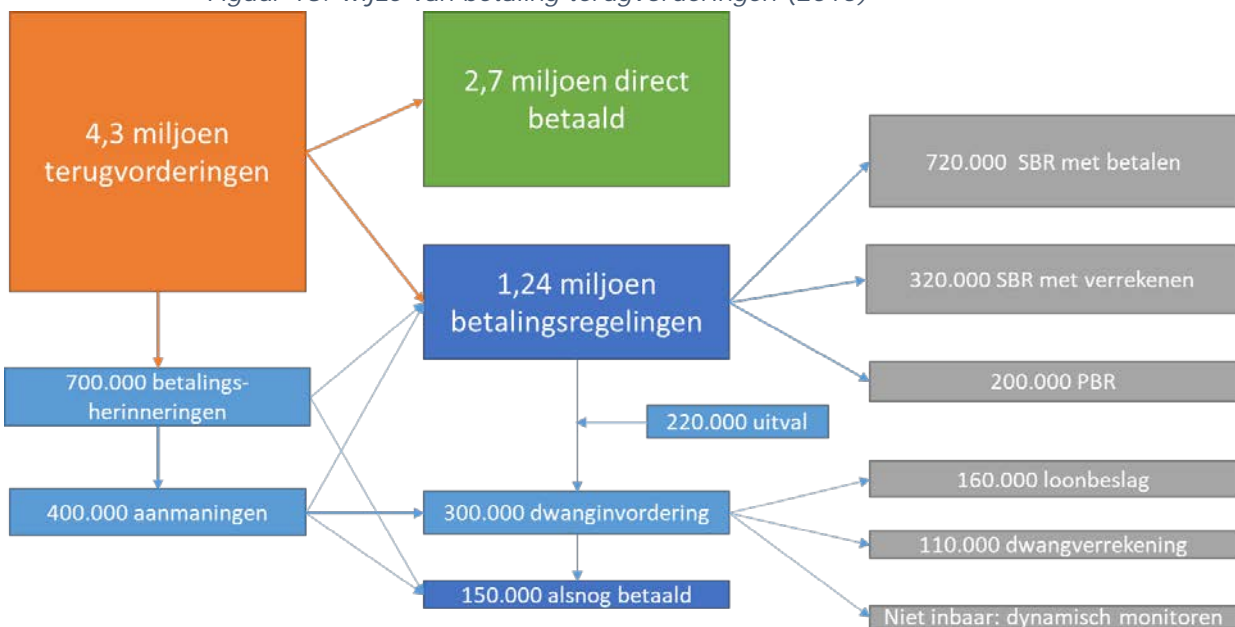 4,3 miljoen
terugvorderingen
2,7 miljoen direct
betaald
1,24 miljoen
betalingsregelingen
720.000 SBR met betalen
320.000 SBR met verrekenen
200.000 PBR
700.000 betalings-
herinneringen
220.000 uitval
400.000 aanmaningen
300.000 dwanginvordering
160.000 loonbeslag
110.000 dwangverrekening
150.000 alsnog betaald
Niet inbaar: dynamisch monitoren